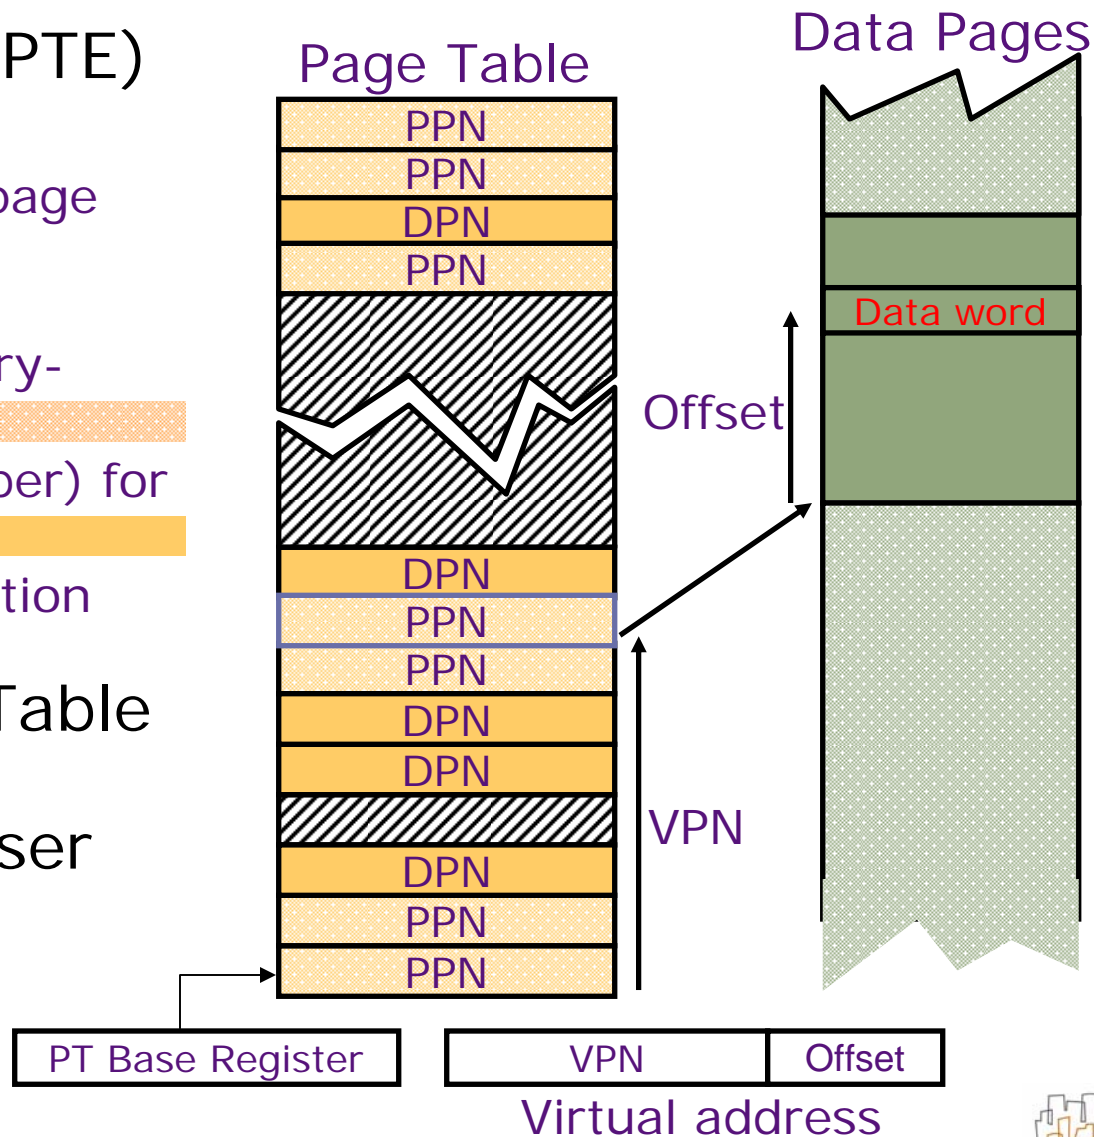 PTE)
page
ry-
ber) for
tion
Table
ser
Page Table
PPN
PPN
DPN
PPN
DPN
PPN
PPN
DPN
DPN
DPN
PPN
PPN
VPN
Offset
Data Pages
Data word
PT Base Register
VPN
Offset
Virtual address